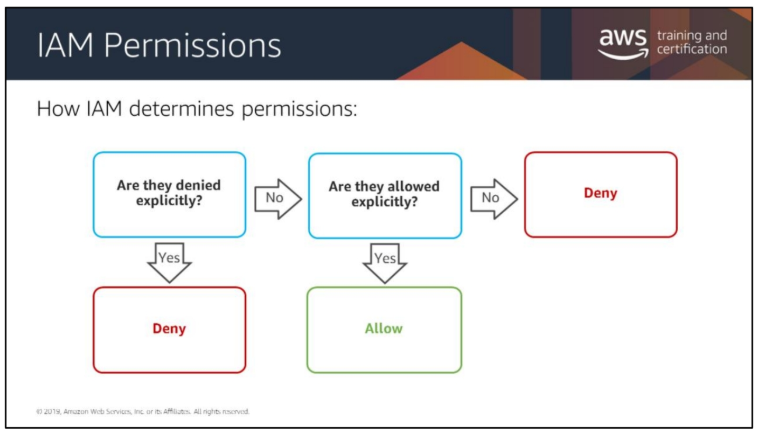 IAM Permissions
aws training and
certification
How IAM determines permissions:
Are they denied
explicitly?
No
Are they allowed
explicitly?
No
Deny
Yes
Yes
Deny
Allow
© 2019, Amazon Web Services, Inc. or its Affiliates. All rights reserved.